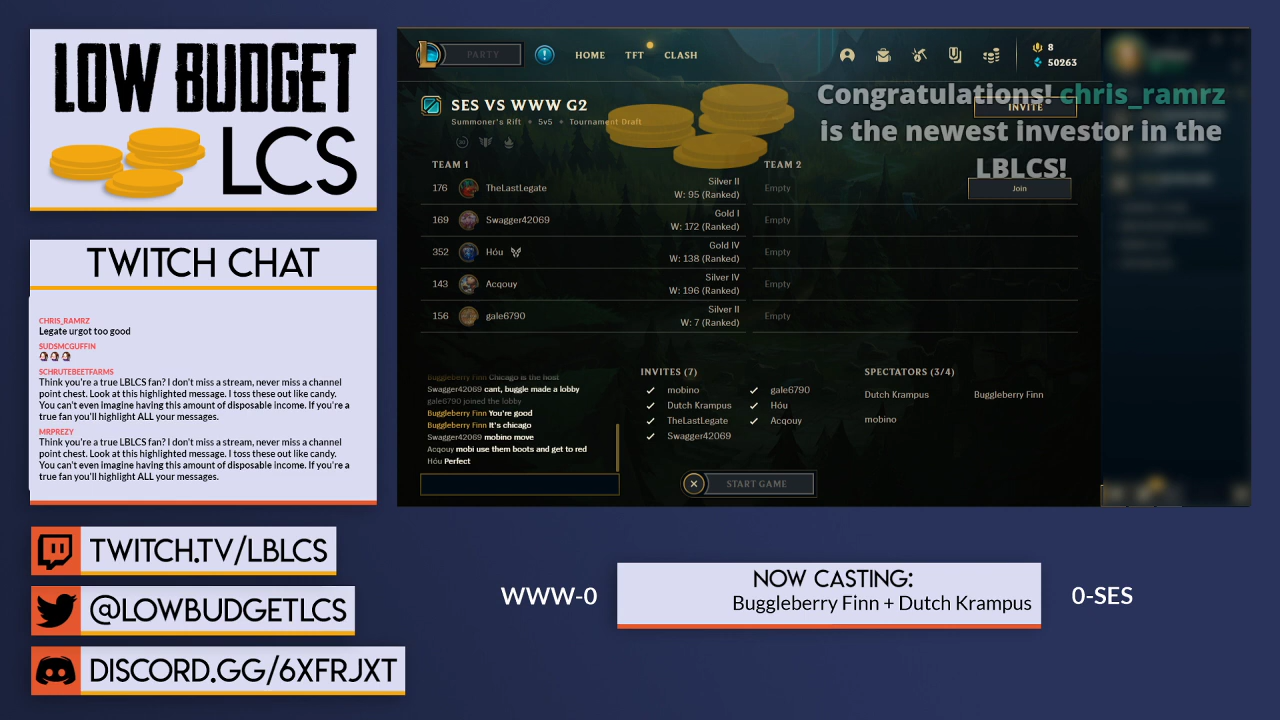 LOW BUDGET
LCS
TWITCH CHAT
CHRIS_RAMRZ
Legate urgot too good
SUDSMCGUFFIN
SCHRUTEBEETFARMS
Think you're a true LBLCS fan? I don't miss a stream, never miss a channel
point chest. Look at this highlighted message. I toss these out like candy.
You can't even imagine having this amount of disposable income. If you're a
true fan you'll highlight ALL your messages.
MRPREZY
Think you're a true LBLCS fan? I don't miss a stream, never miss a channel
point chest. Look at this highlighted message. I toss these out like candy.
You can't even imagine having this amount of disposable income. If you're a
true fan you'll highlight ALL your messages.
TWITCH.TV/LBLCS
@LOWBUDGETLCS
DISCORD.GG/6XFRJXT
PARTY
HOME TFT CLASH
8
50263
SES VS WWW G2
Summoner's Rift 5v5 Tournament Draft
INVITE
Congratulations! chris_ramrz
is the newest investor in the
LBLCS!
TEAM 1
TEAM 2
Join
176 TheLastLegate Silver II
W: 95 (Ranked)
Empty
169 Swagger42069 Gold I
W: 172 (Ranked)
Empty
352 Hóu Gold IV
W: 138 (Ranked)
Empty
143 Acqouy Silver IV
W: 196 (Ranked)
Empty
156 gale6790 Silver II
W: 7 (Ranked)
Empty
Buggleberry Finn Chicago is the host
Swagger42069 cant, buggle made a lobby
gale6790 joined the lobby
Buggleberry Finn You're good
Buggleberry Finn It's chicago
Swagger42069 mobino move
Acqouy mobi use them boots and get to red
Hóu Perfect
INVITES (7)
mobino gale6790
Dutch Krampus Hóu
TheLastLegate Acqouy
Swagger42069
SPECTATORS (3/4)
Dutch Krampus Buggleberry Finn
mobino
START GAME
WWW-0
NOW CASTING:
Buggleberry Finn + Dutch Krampus
0-SES